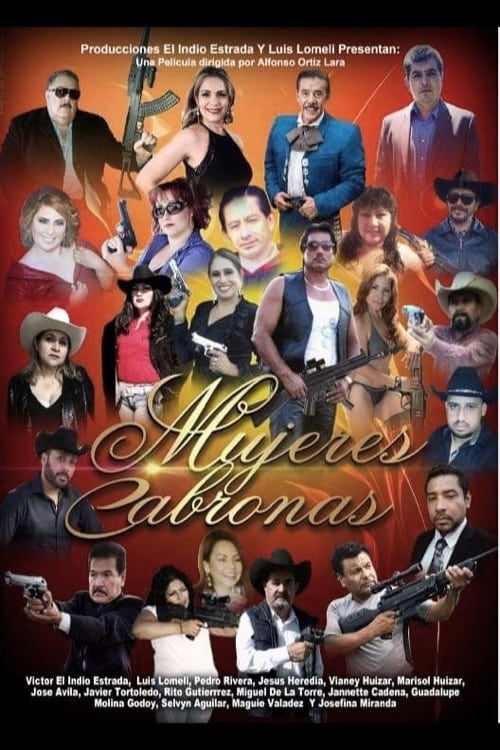 Producciones El Indio Estrada Y Luis Lomeli Presentan:
Una Pelicula dirigida por Alfonso Ortiz Lara
Mujeres
Cabronas
Victor El Indio Estrada, Luis Lomeli, Pedro Rivera, Jesus Heredia, Vianey Huizar, Marisol Huizar,
Jose Avila, Javier Tortoledo, Rito Gutierrrez, Miguel De La Torre, Jannette Cadena, Guadalupe
Molina Godoy, Selvyn Aguilar, Maguie Valadez Y Josefina Miranda